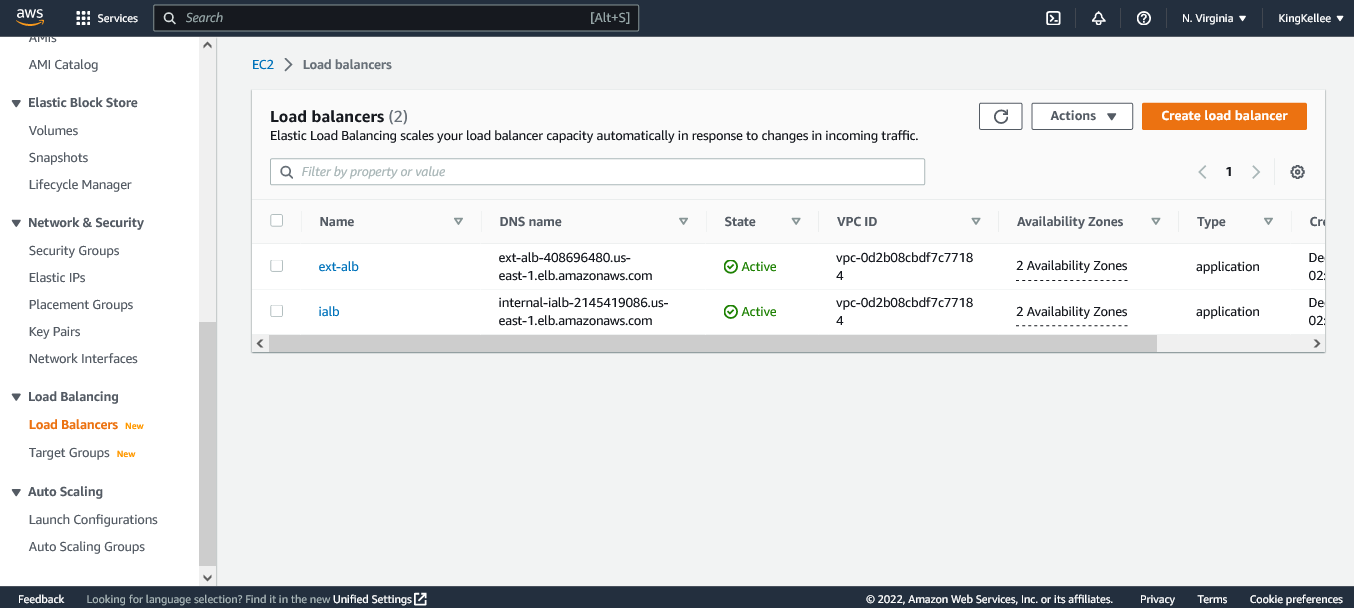 aws
Services
Search
[Alt+S]
N. Virginia
KingKellee
AMIs
AMI Catalog
Elastic Block Store
Volumes
Snapshots
Lifecycle Manager
Network & Security
Security Groups
Elastic IPs
Placement Groups
Key Pairs
Network Interfaces
Load Balancing
Load Balancers New
Target Groups New
Auto Scaling
Launch Configurations
Auto Scaling Groups
EC2 > Load balancers
Load balancers (2)
Elastic Load Balancing scales your load balancer capacity automatically in response to changes in incoming traffic.
Actions
Create load balancer
Filter by property or value
1
Name DNS name State VPC ID Availability Zones Type Cre
ext-alb ext-alb-408696480.us-east-1.elb.amazonaws.com Active vpc-0d2b08cbdf7c77184 2 Availability Zones application De 02:
ialb internal-ialb-2145419086.us-east-1.elb.amazonaws.com Active vpc-0d2b08cbdf7c77184 2 Availability Zones application De 02:
Feedback
Looking for language selection? Find it in the new Unified Settings
© 2022, Amazon Web Services, Inc. or its affiliates.
Privacy
Terms
Cookie preferences